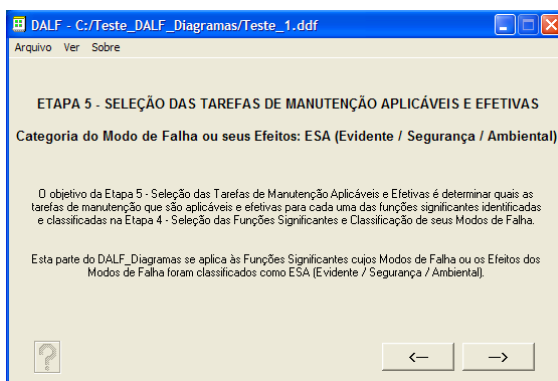 DALF - C:/Teste_DALF_Diagramas/Teste_1.ddf
Arquivo Ver Sobre
ETAPA 5 - SELEÇÃO DAS TAREFAS DE MANUTENÇÃO APLICÁVEIS E EFETIVAS
Categoria do Modo de Falha ou seus Efeitos: ESA (Evidente / Segurança / Ambiental)
O objetivo da Etapa 5 - Seleção das Tarefas de Manutenção Aplicáveis e Efetivas é determinar quais as
tarefas de manutenção que são aplicáveis e efetivas para cada uma das funções significantes identificadas
e classificadas na Etapa 4 - Seleção das Funções Significantes e Classificação de seus Modos de Falha.
Esta parte do DALF_Diagramas se aplica às Funções Significantes cujos Modos de Falha ou os Efeitos dos
Modos de Falha foram classificados como ESA (Evidente / Segurança / Ambiental).
? <-- -->